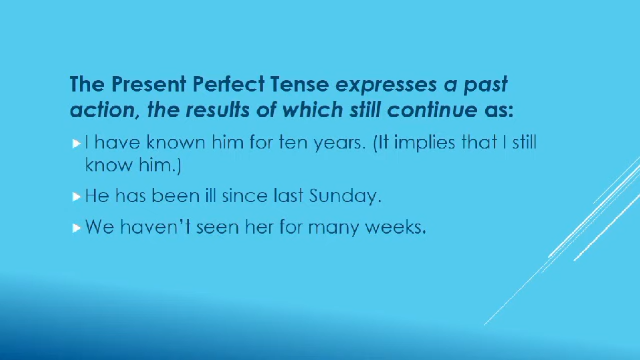 The Present Perfect Tense expresses a past
action, the results of which still continue as:
I have known him for ten years. (It implies that I still
know him.)
He has been ill since last Sunday.
We haven't seen her for many weeks.